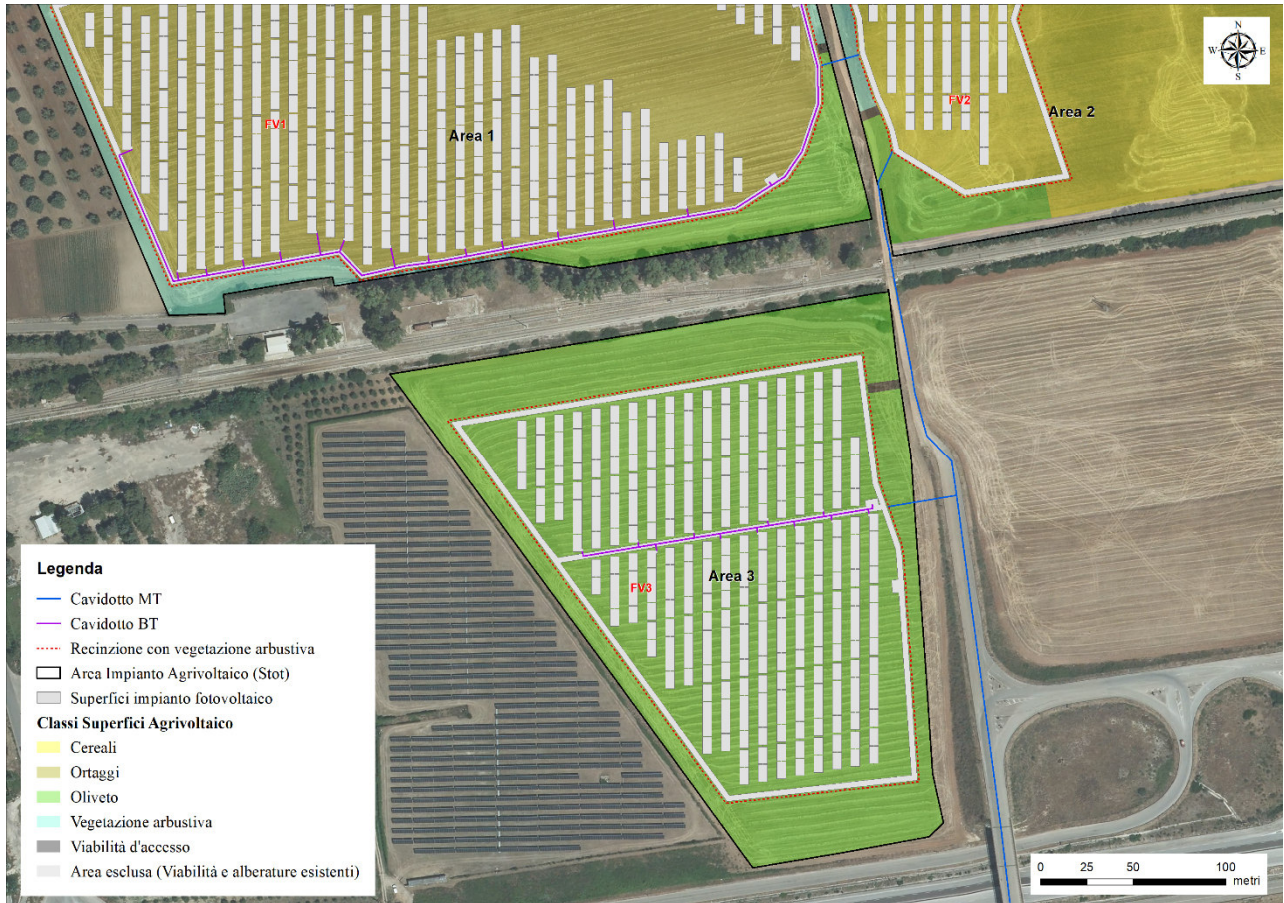 N
W E
S
FV1
Area 1
FV2
Area 2
FV3
Area 3
Legenda
Cavidotto MT
Cavidotto BT
Recinzione con vegetazione arbustiva
Area Impianto Agrivoltaico (Stot)
Superfici impianto fotovoltaico
Classi Superfici Agrivoltaico
Cereali
Ortaggi
Oliveto
Vegetazione arbustiva
Viabilità d'accesso
Area esclusa (Viabilità e alberature esistenti)
0 25 50 100
metri